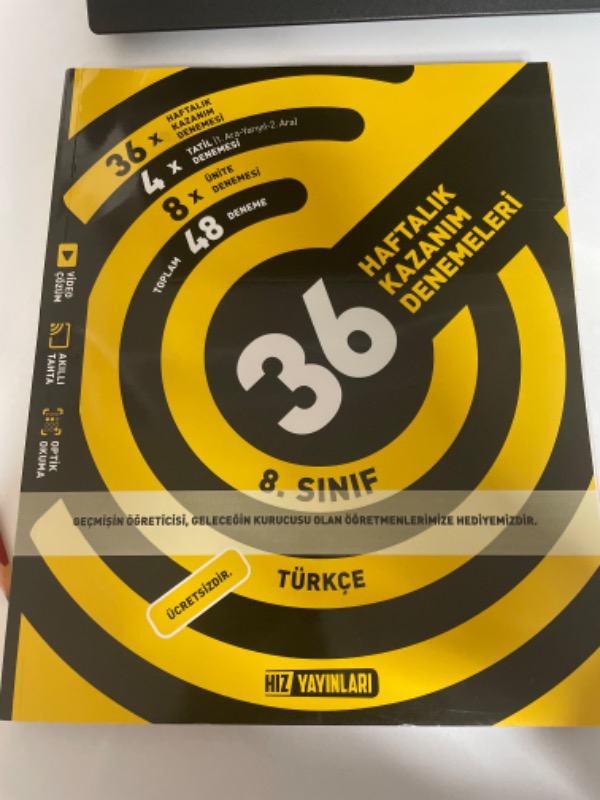 36 x HAFTALIK
KAZANIM
DENEMESİ
4 x TATİL (1. Ara-Yarıyıl-2. Ara)
DENEMESİ
8 x ÜNİTE
DENEMESİ
TOPLAM 48 DENEME
VİDEO
ÇÖZÜM
AKILLI
TAHTA
OPTİK
OKUMA
36
HAFTALIK
KAZANIM
DENEMELERİ
8. SINIF
GEÇMİŞİN ÖĞRETİCİSİ, GELECEĞİN KURUCUSU OLAN ÖĞRETMENLERİMİZE HEDİYEMİZDİR.
TÜRKÇE
ÜCRETSİZDİR.
HIZ YAYINLARI